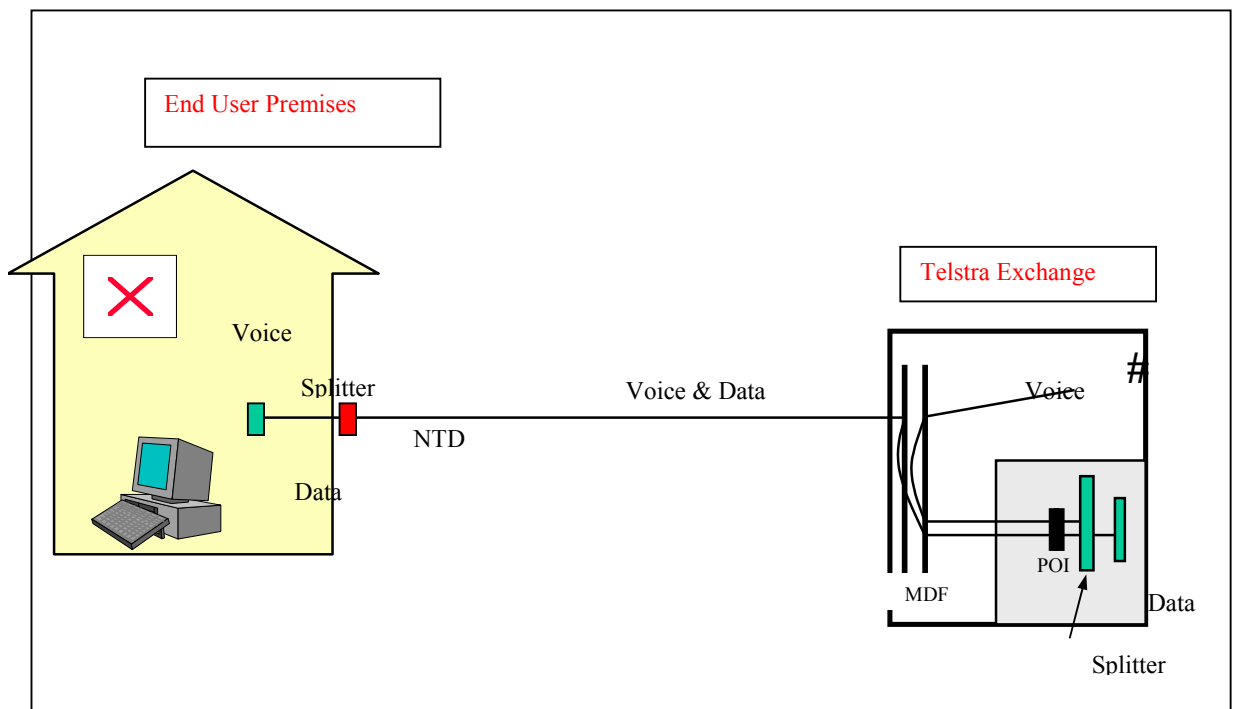 End User Premises
Telstra Exchange
Voice
#
Voice
Splitter
Voice & Data
NTD
Data
POI
MDF
Data
Splitter